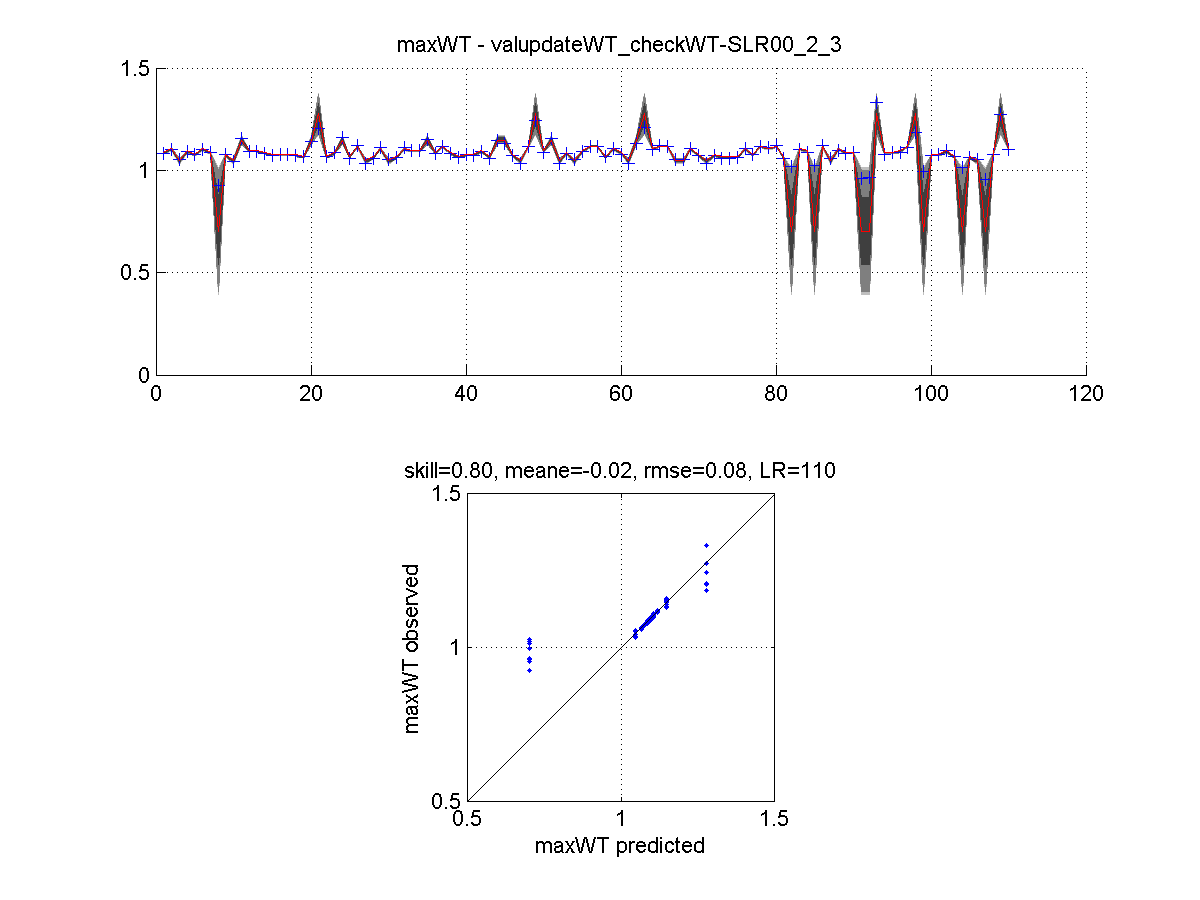 maxWT - valupdateWT_checkWT-SLR00_2_3
1.5
1
0.5
0
0 20 40 60 80 100 120
skill=0.80, meane=-0.02, rmse=0.08, LR=110
1.5
maxWT observed
1
0.5
0.5 1 1.5
maxWT predicted